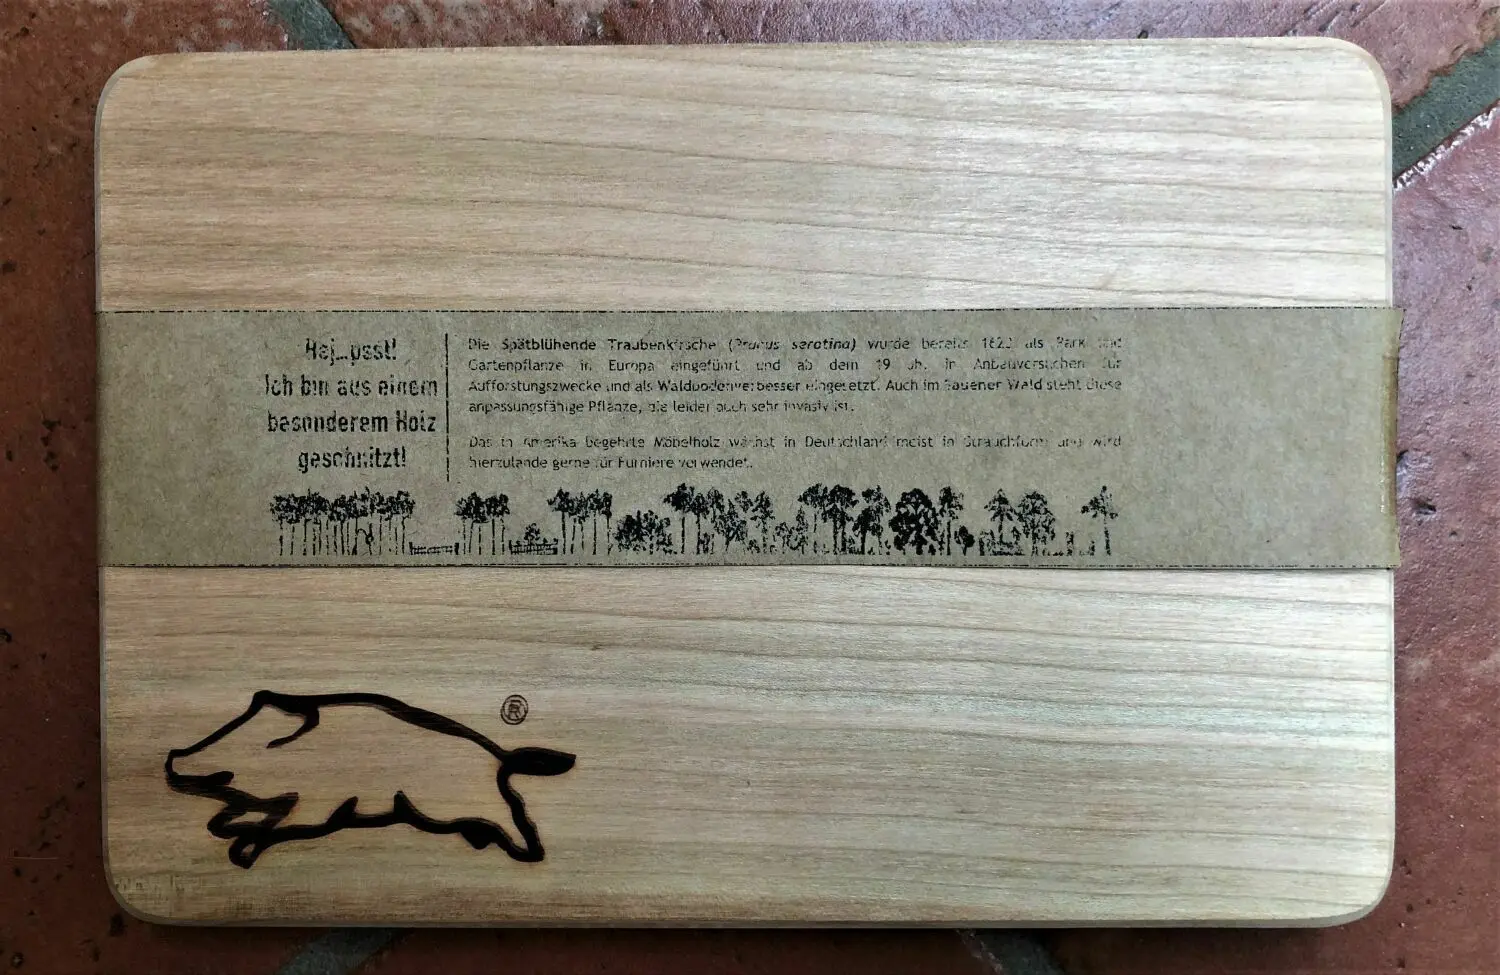 Hej...psst!
Ich bin aus einem
besonderem Holz
geschnitzt!
Die Spätblühende Traubenkirsche (Prunus serotina) wurde bereits als Park und
Gartenpflanze in Europa eingeführt und ab dem 19 Jh. in Anbauversuchen für
Aufforstungszwecke und als Waldbodenverbesser eingesetzt. Auch im Sauener Wald steht diese
anpassungsfähige Pflanze, die leider auch sehr invasiv ist.
Das in Amerika begehrte Möbelholz wächst in Deutschland meist in Strauchform und wird
hierzulande gerne für Furniere verwendet.
®